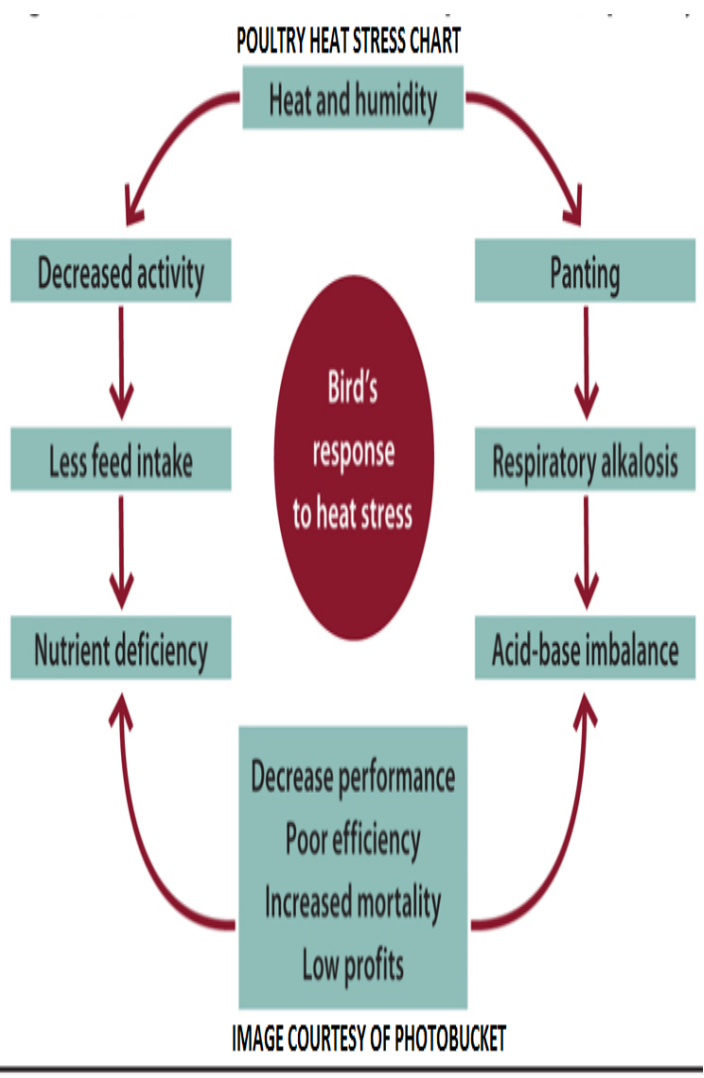 POULTRY HEAT STRESS CHART
Heat and humidity
Decreased activity
Panting
Bird's
response
to heat stress
Less feed intake
Respiratory alkalosis
Nutrient deficiency
Acid-base imbalance
Decrease performance
Poor efficiency
Increased mortality
Low profits
IMAGE COURTESY OF PHOTOBUCKET